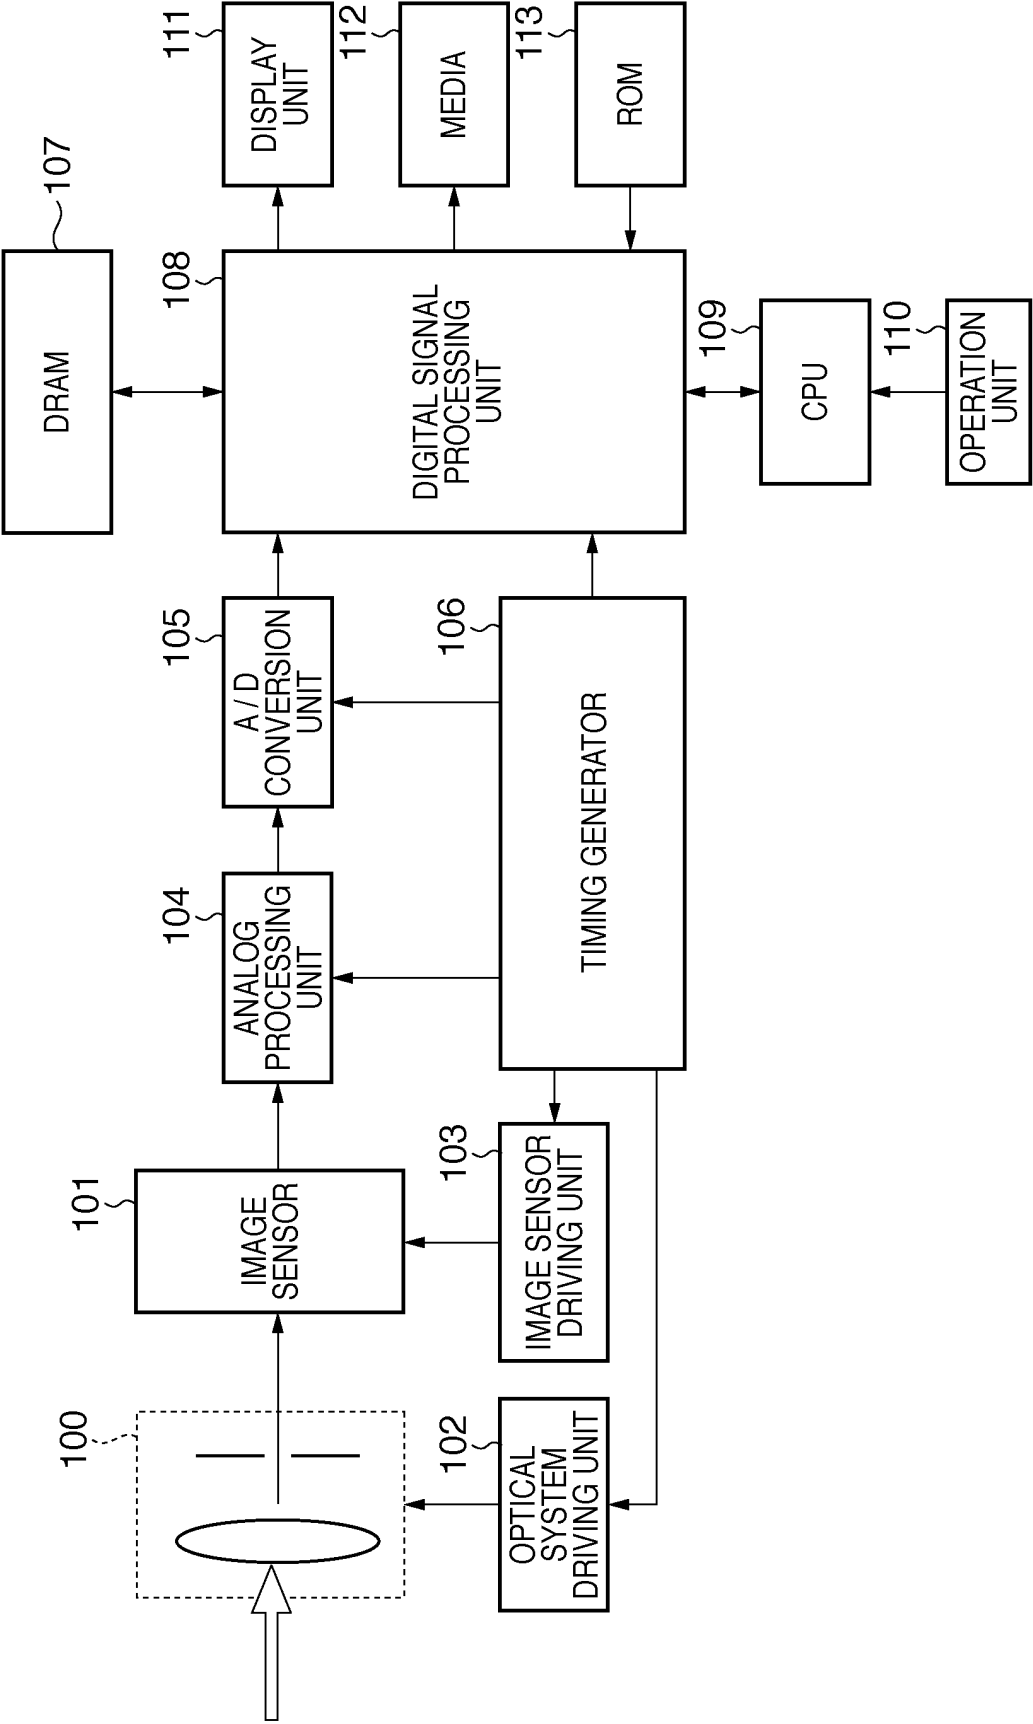 100
101
IMAGE
SENSOR
104
ANALOG
PROCESSING
UNIT
105
A / D
CONVERSION
UNIT
107
DRAM
108
DIGITAL SIGNAL
PROCESSING
UNIT
111
DISPLAY
UNIT
112
MEDIA
113
ROM
102
OPTICAL
SYSTEM
DRIVING UNIT
103
IMAGE SENSOR
DRIVING UNIT
106
TIMING GENERATOR
109
CPU
110
OPERATION
UNIT